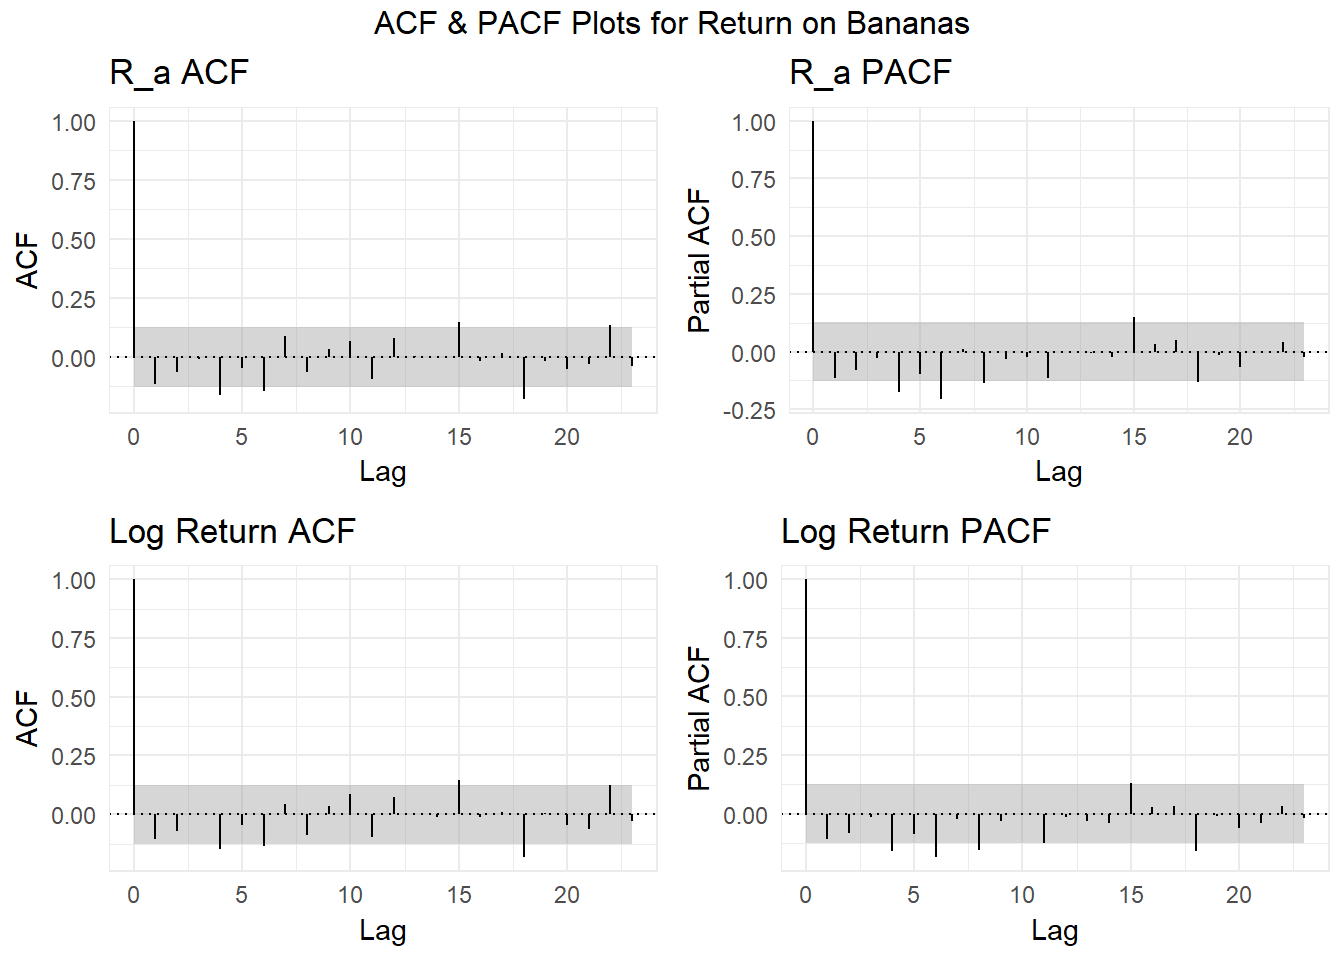 ACF & PACF Plots for Return on Bananas
R_a ACF
1.00
0.75
0.50
0.25
0.00
ACF
0 5 10 15 20
Lag
R_a PACF
1.00
0.75
0.50
0.25
0.00
-0.25
Partial ACF
0 5 10 15 20
Lag
Log Return ACF
1.00
0.75
0.50
0.25
0.00
ACF
0 5 10 15 20
Lag
Log Return PACF
1.00
0.75
0.50
0.25
0.00
Partial ACF
0 5 10 15 20
Lag